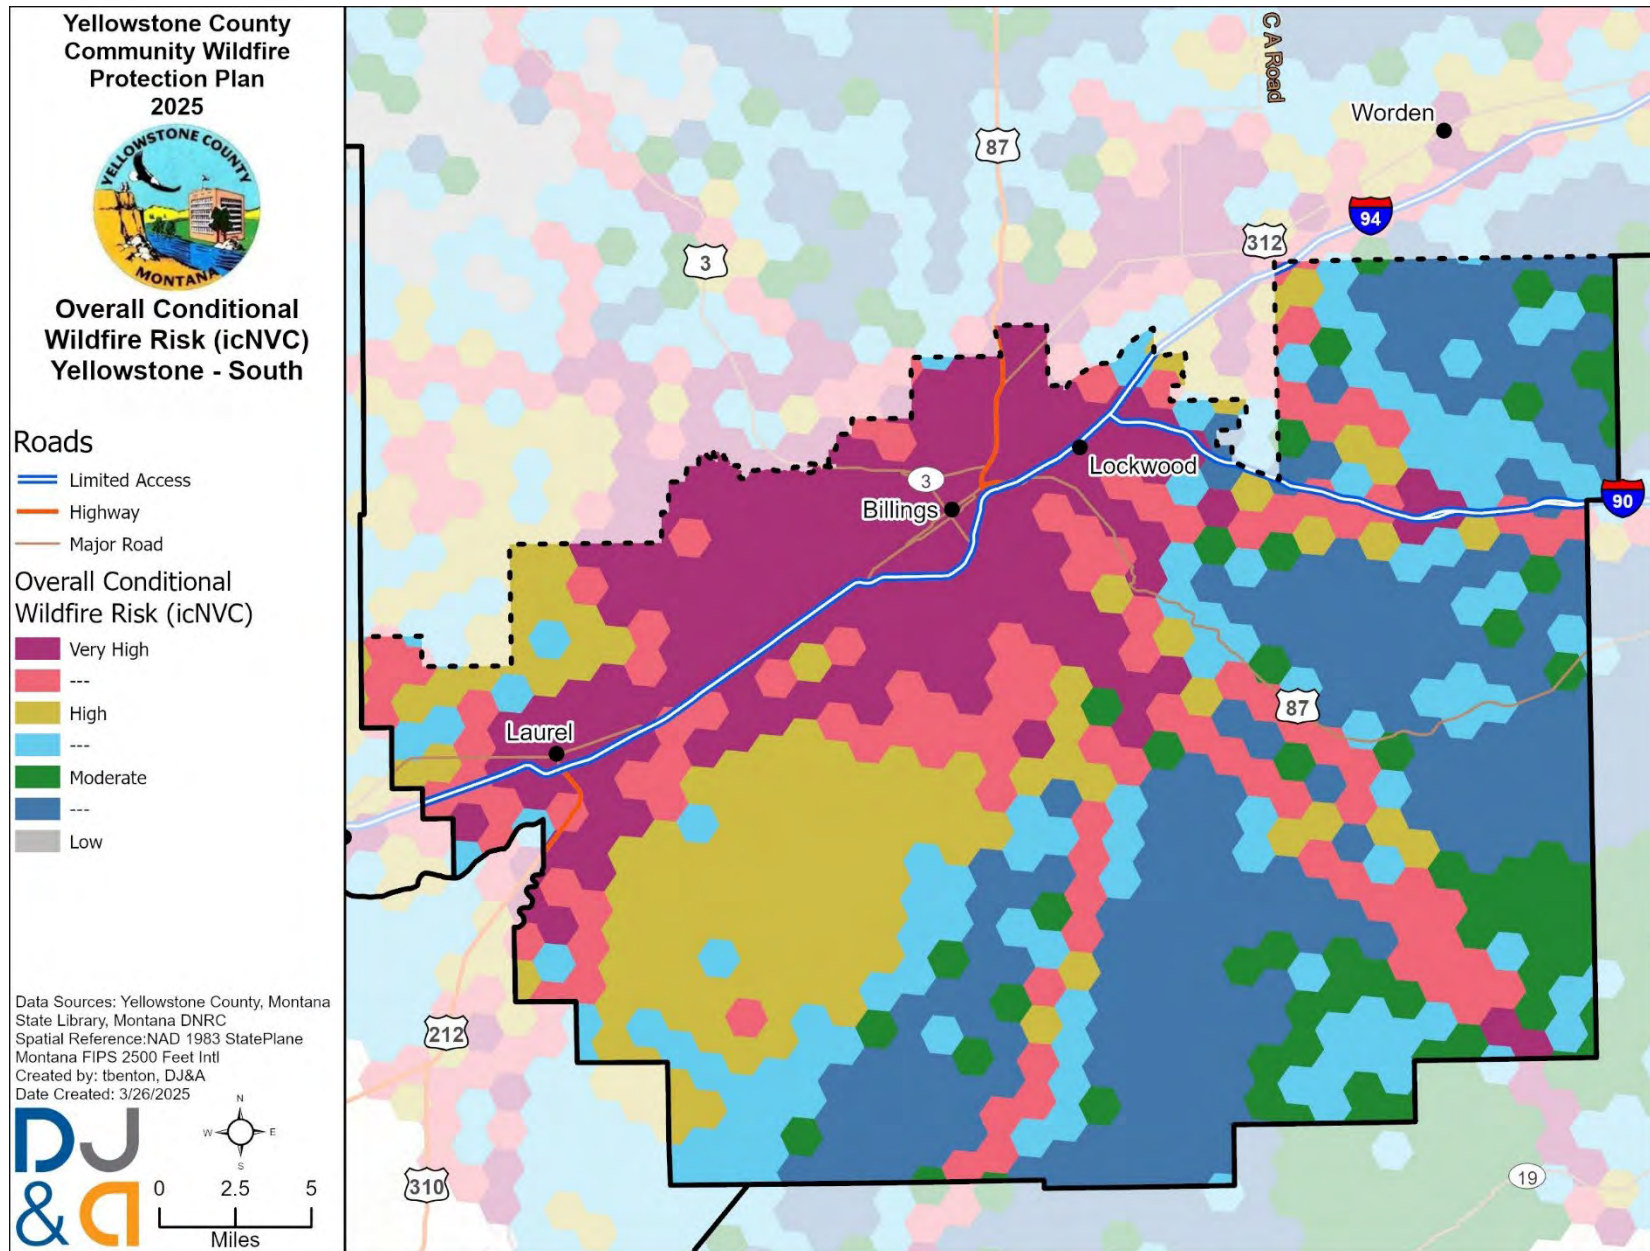 Yellowstone County
Community Wildfire
Protection Plan
2025
YELLOWSTONE COUNTY
MONTANA
Overall Conditional
Wildfire Risk (icNVC)
Yellowstone - South
Roads
Limited Access
Highway
Major Road
Overall Conditional
Wildfire Risk (icNVC)
Very High
---
High
---
Moderate
---
Low
Data Sources: Yellowstone County, Montana
State Library, Montana DNRC
Spatial Reference:NAD 1983 StatePlane
Montana FIPS 2500 Feet Intl
Created by: tbenton, DJ&A
Date Created: 3/26/2025
DJ
&a
N
W E
S
0 2.5 5
Miles
C A Road
Worden
87
94
312
3
Lockwood
3
Billings
90
87
Laurel
212
310
19